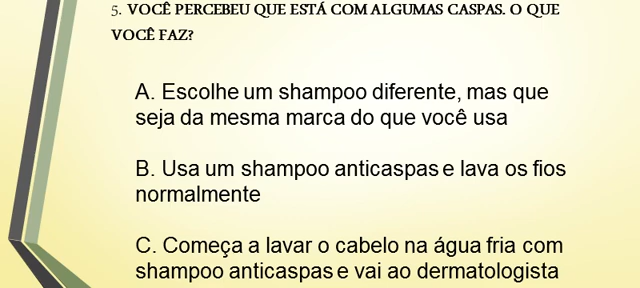 5. VOCÊ PERCEBEU QUE ESTÁ COM ALGUMAS CASPAS. O QUE
VOCÊ FAZ?
A. Escolhe um shampoo diferente, mas que
seja da mesma marca do que você usa
B. Usa um shampoo anticaspas e lava os fios
normalmente
C. Começa a lavar o cabelo na água fria com
shampoo anticaspas e vai ao dermatologista